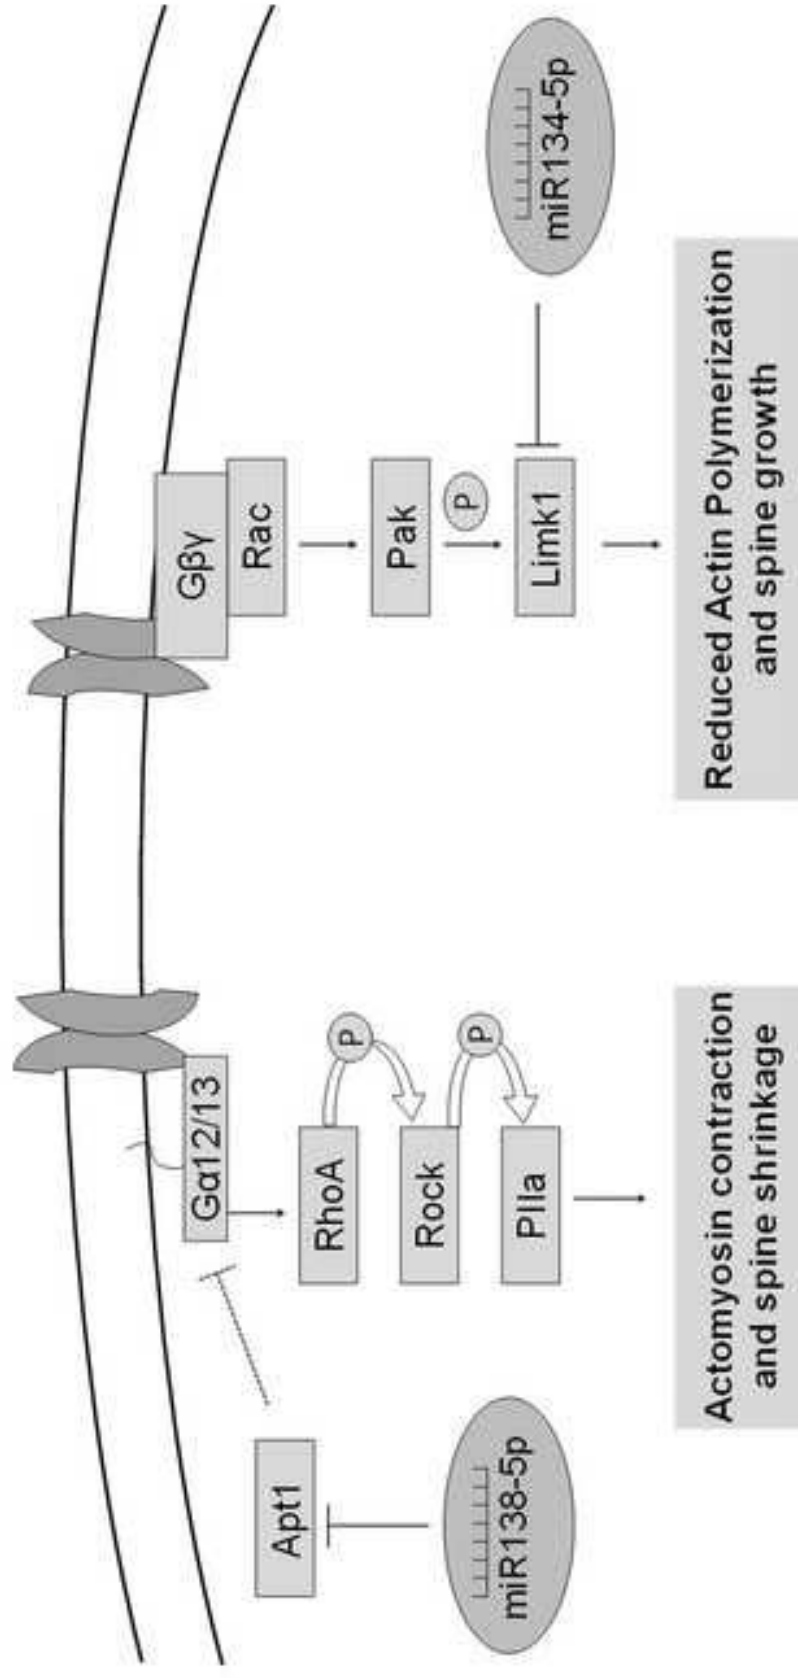 Gα12/13
RhoA
P
Rock
P
PIIa
Apt1
miR138-5p
Actomyosin contraction
and spine shrinkage
Gβγ
Rac
Pak
P
Limk1
miR134-5p
Reduced Actin Polymerization
and spine growth